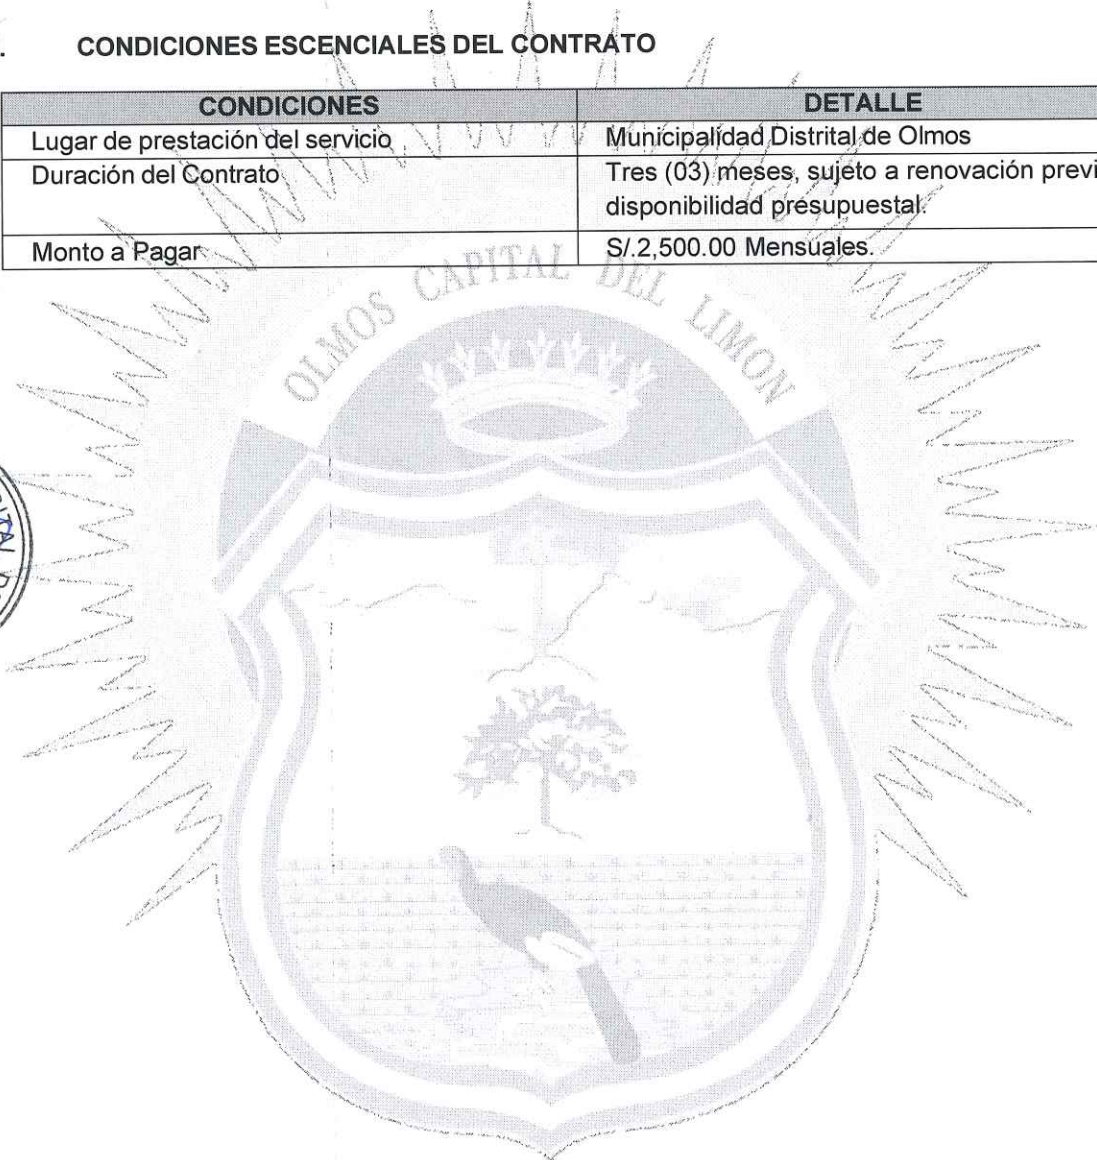 . CONDICIONES ESCENCIALES DEL CONTRATO
CONDICIONES DETALLE
Lugar de prestación del servicio Municipalidad Distrital de Olmos
Duración del Contrato Tres (03) meses, sujeto a renovación previ
disponibilidad presupuestal.
Monto a Pagar S/.2,500.00 Mensuales.
OLMOS CAPITAL DEL LIMON